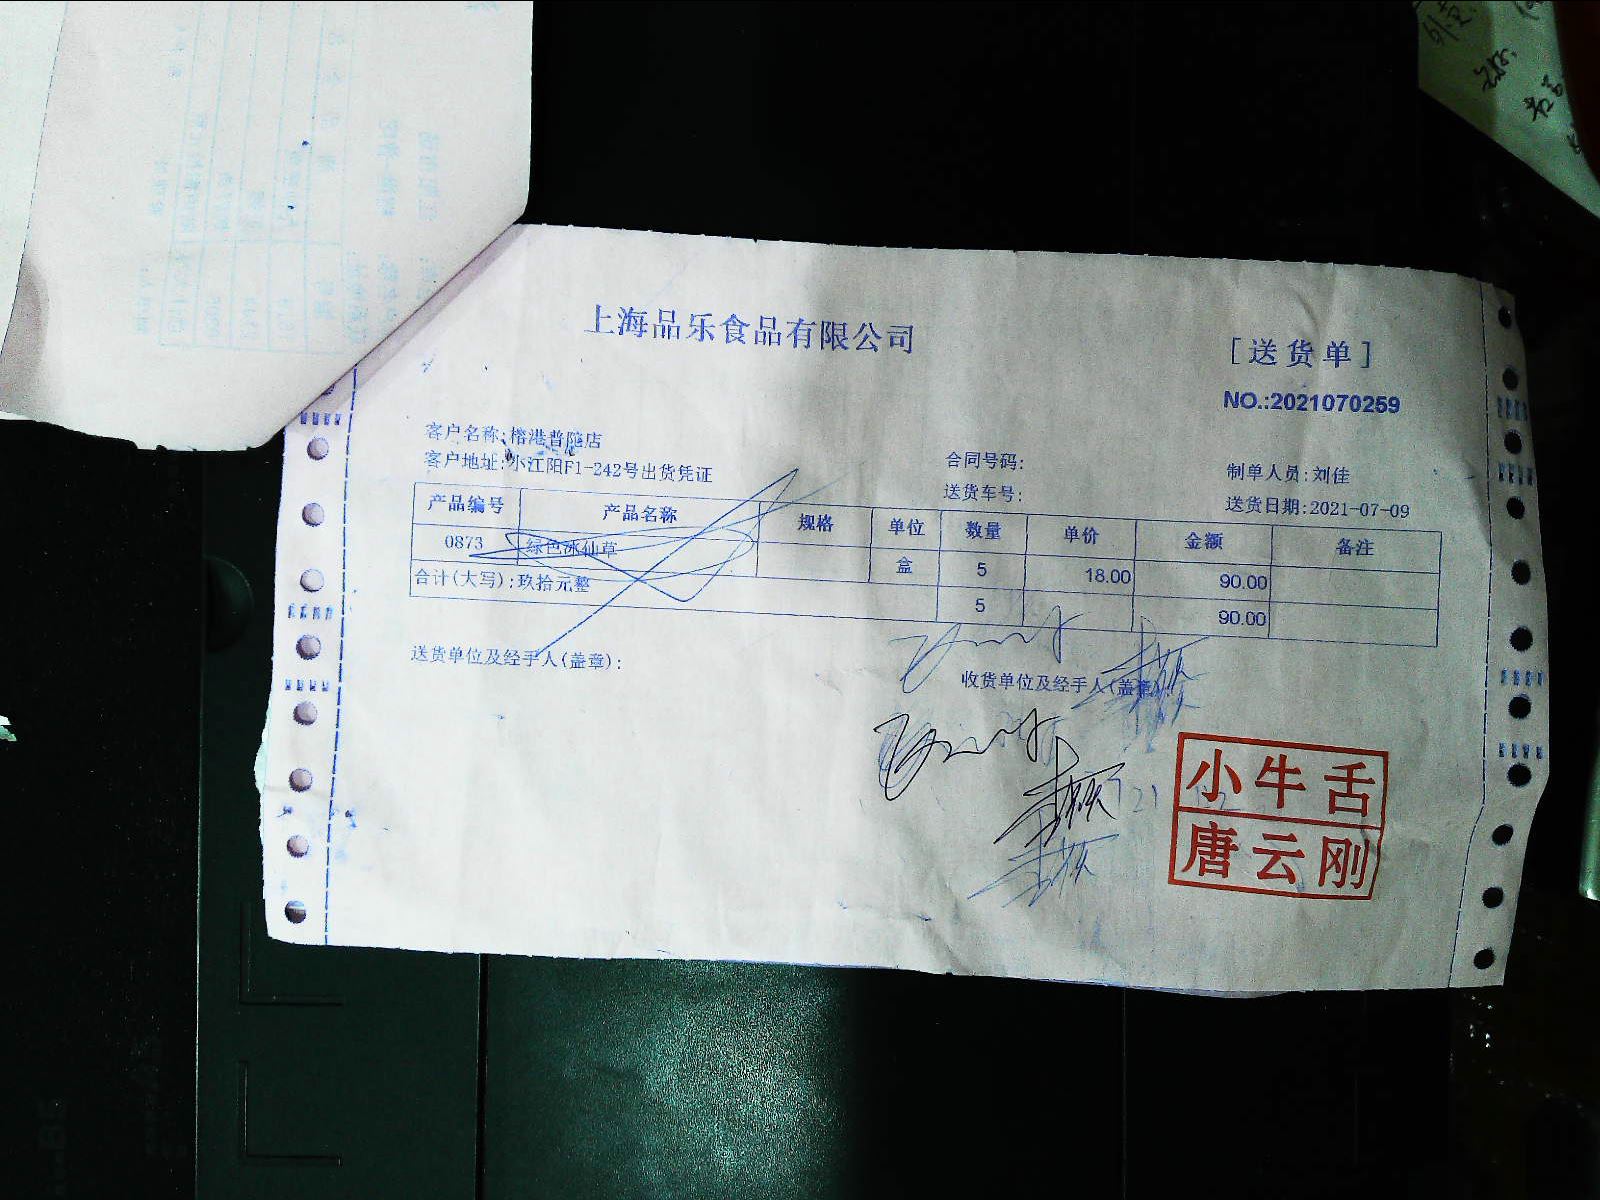 上海品乐食品有限公司
[送货单]
NO.:2021070259
客户名称:榕港普陀店
客户地址:小江阳F1-242号出货凭证
合同号码:
制单人员:刘佳
送货车号:
送货日期:2021-07-09
产品编号 产品名称 规格 单位 数量 单价 金额 备注
0873 绿色冰仙草 盒 5 18.00 90.00
合计(大写):玖拾元整 5 90.00
送货单位及经手人(盖章):
收货单位及经手人(盖章):
小牛舌
唐云刚